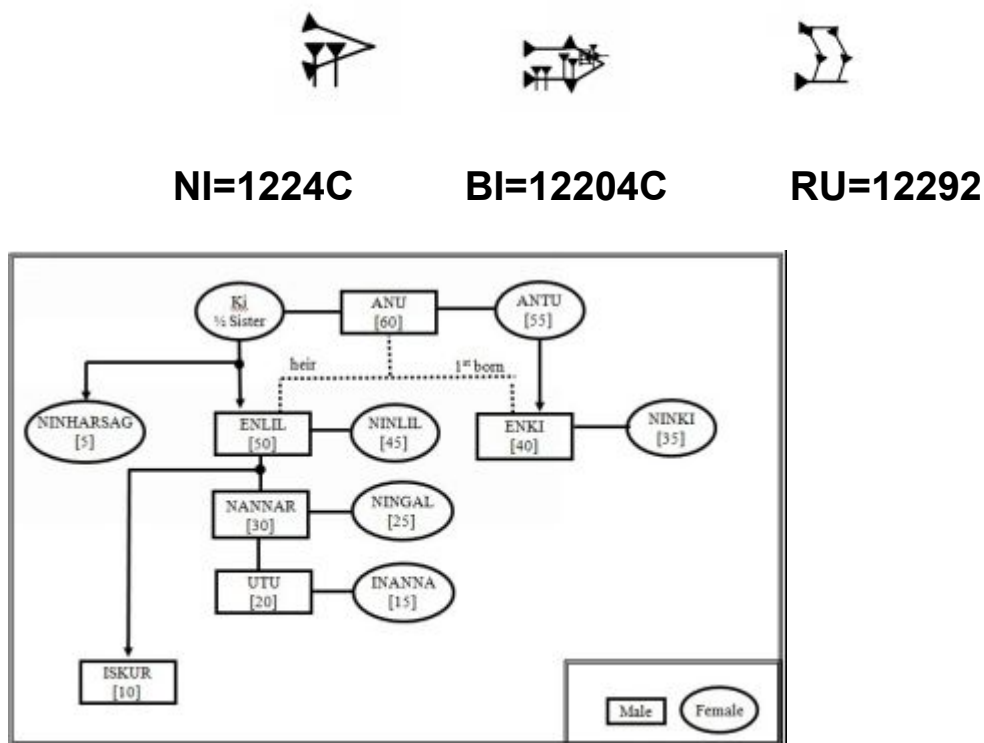 NI=1224C BI=12204C RU=12292
Ki ANU ANTU
½ Sister [60] [55]
heir 1st born
NINHARSAG ENLIL NINLIL ENKI NINKI
[5] [50] [45] [40] [35]
NANNAR NINGAL
[30] [25]
UTU INANNA
[20] [15]
ISKUR
[10]
Male Female